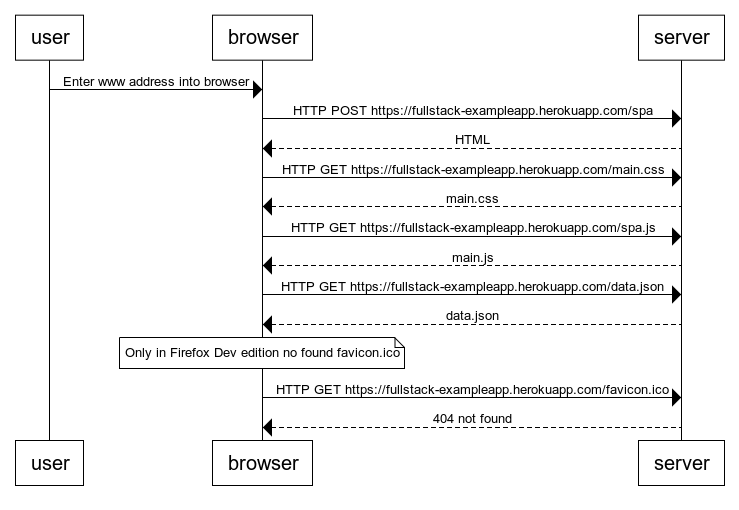 user browser server
Enter www address into browser
HTTP POST https://fullstack-exampleapp.herokuapp.com/spa
HTML
HTTP GET https://fullstack-exampleapp.herokuapp.com/main.css
main.css
HTTP GET https://fullstack-exampleapp.herokuapp.com/spa.js
main.js
HTTP GET https://fullstack-exampleapp.herokuapp.com/data.json
data.json
Only in Firefox Dev edition no found favicon.ico
HTTP GET https://fullstack-exampleapp.herokuapp.com/favicon.ico
404 not found
user browser server